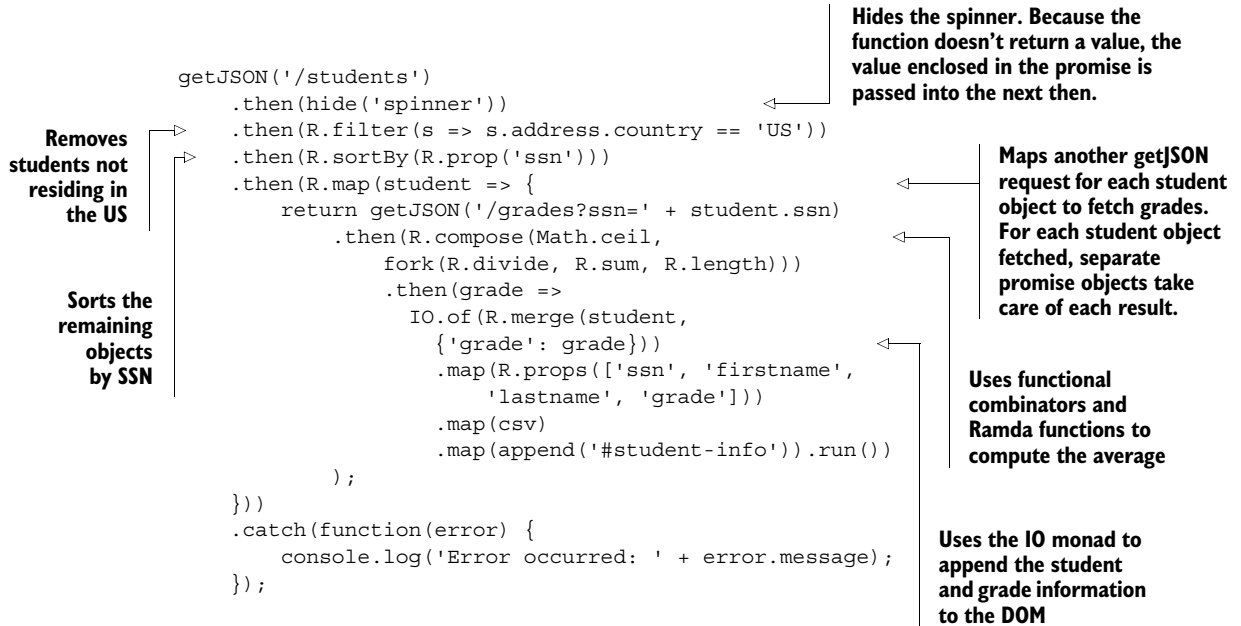 Hides the spinner. Because the
function doesn't return a value, the
value enclosed in the promise is
passed into the next then.
getJSON('/students')
.then(hide('spinner'))
.then(R.filter(s => s.address.country == 'US'))
.then(R.sortBy(R.prop('ssn')))
.then(R.map(student => {
return getJSON('/grades?ssn=' + student.ssn)
.then(R.compose(Math.ceil,
fork(R.divide, R.sum, R.length)))
.then(grade =>
IO.of(R.merge(student,
{'grade': grade}))
.map(R.props(['ssn', 'firstname',
'lastname', 'grade']))
.map(csv)
.map(append('#student-info')).run())
);
}))
.catch(function(error) {
console.log('Error occurred: ' + error.message);
});
Removes
students not
residing in
the US
Sorts the
remaining
objects
by SSN
Maps another getJSON
request for each student
object to fetch grades.
For each student object
fetched, separate
promise objects take
care of each result.
Uses functional
combinators and
Ramda functions to
compute the average
Uses the IO monad to
append the student
and grade information
to the DOM